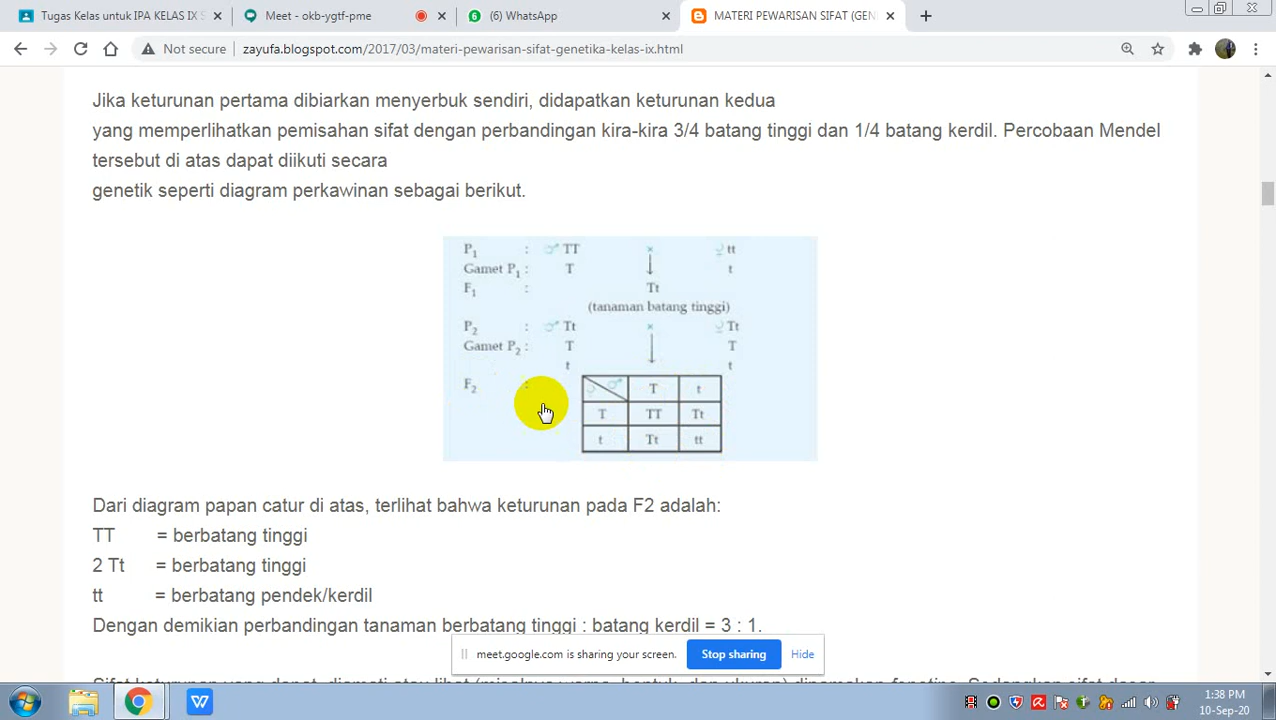 Tugas Kelas untuk IPA KELAS IX S
Meet - okb-ygtf-pme
(6) WhatsApp
MATERI PEWARISAN SIFAT (GEN
Not secure
zayufa.blogspot.com/2017/03/materi-pewarisan-sifat-genetika-kelas-ix.html
Jika keturunan pertama dibiarkan menyerbuk sendiri, didapatkan keturunan kedua
yang memperlihatkan pemisahan sifat dengan perbandingan kira-kira 3/4 batang tinggi dan 1/4 batang kerdil. Percobaan Mendel
tersebut di atas dapat diikuti secara
genetik seperti diagram perkawinan sebagai berikut.
P₁ : ♂ TT × ♀ tt
Gamet P₁ : T ↓ t
F₁ : Tt
(tanaman batang tinggi)
P₂ : ♂ Tt × ♀ Tt
Gamet P₂ : T ↓ T
t t
F₂ : ♀ ♂ T t
T TT Tt
t Tt tt
Dari diagram papan catur di atas, terlihat bahwa keturunan pada F2 adalah:
TT = berbatang tinggi
2 Tt = berbatang tinggi
tt = berbatang pendek/kerdil
Dengan demikian perbandingan tanaman berbatang tinggi : batang kerdil = 3 : 1.
meet.google.com is sharing your screen. Stop sharing Hide
1:38 PM
10-Sep-20